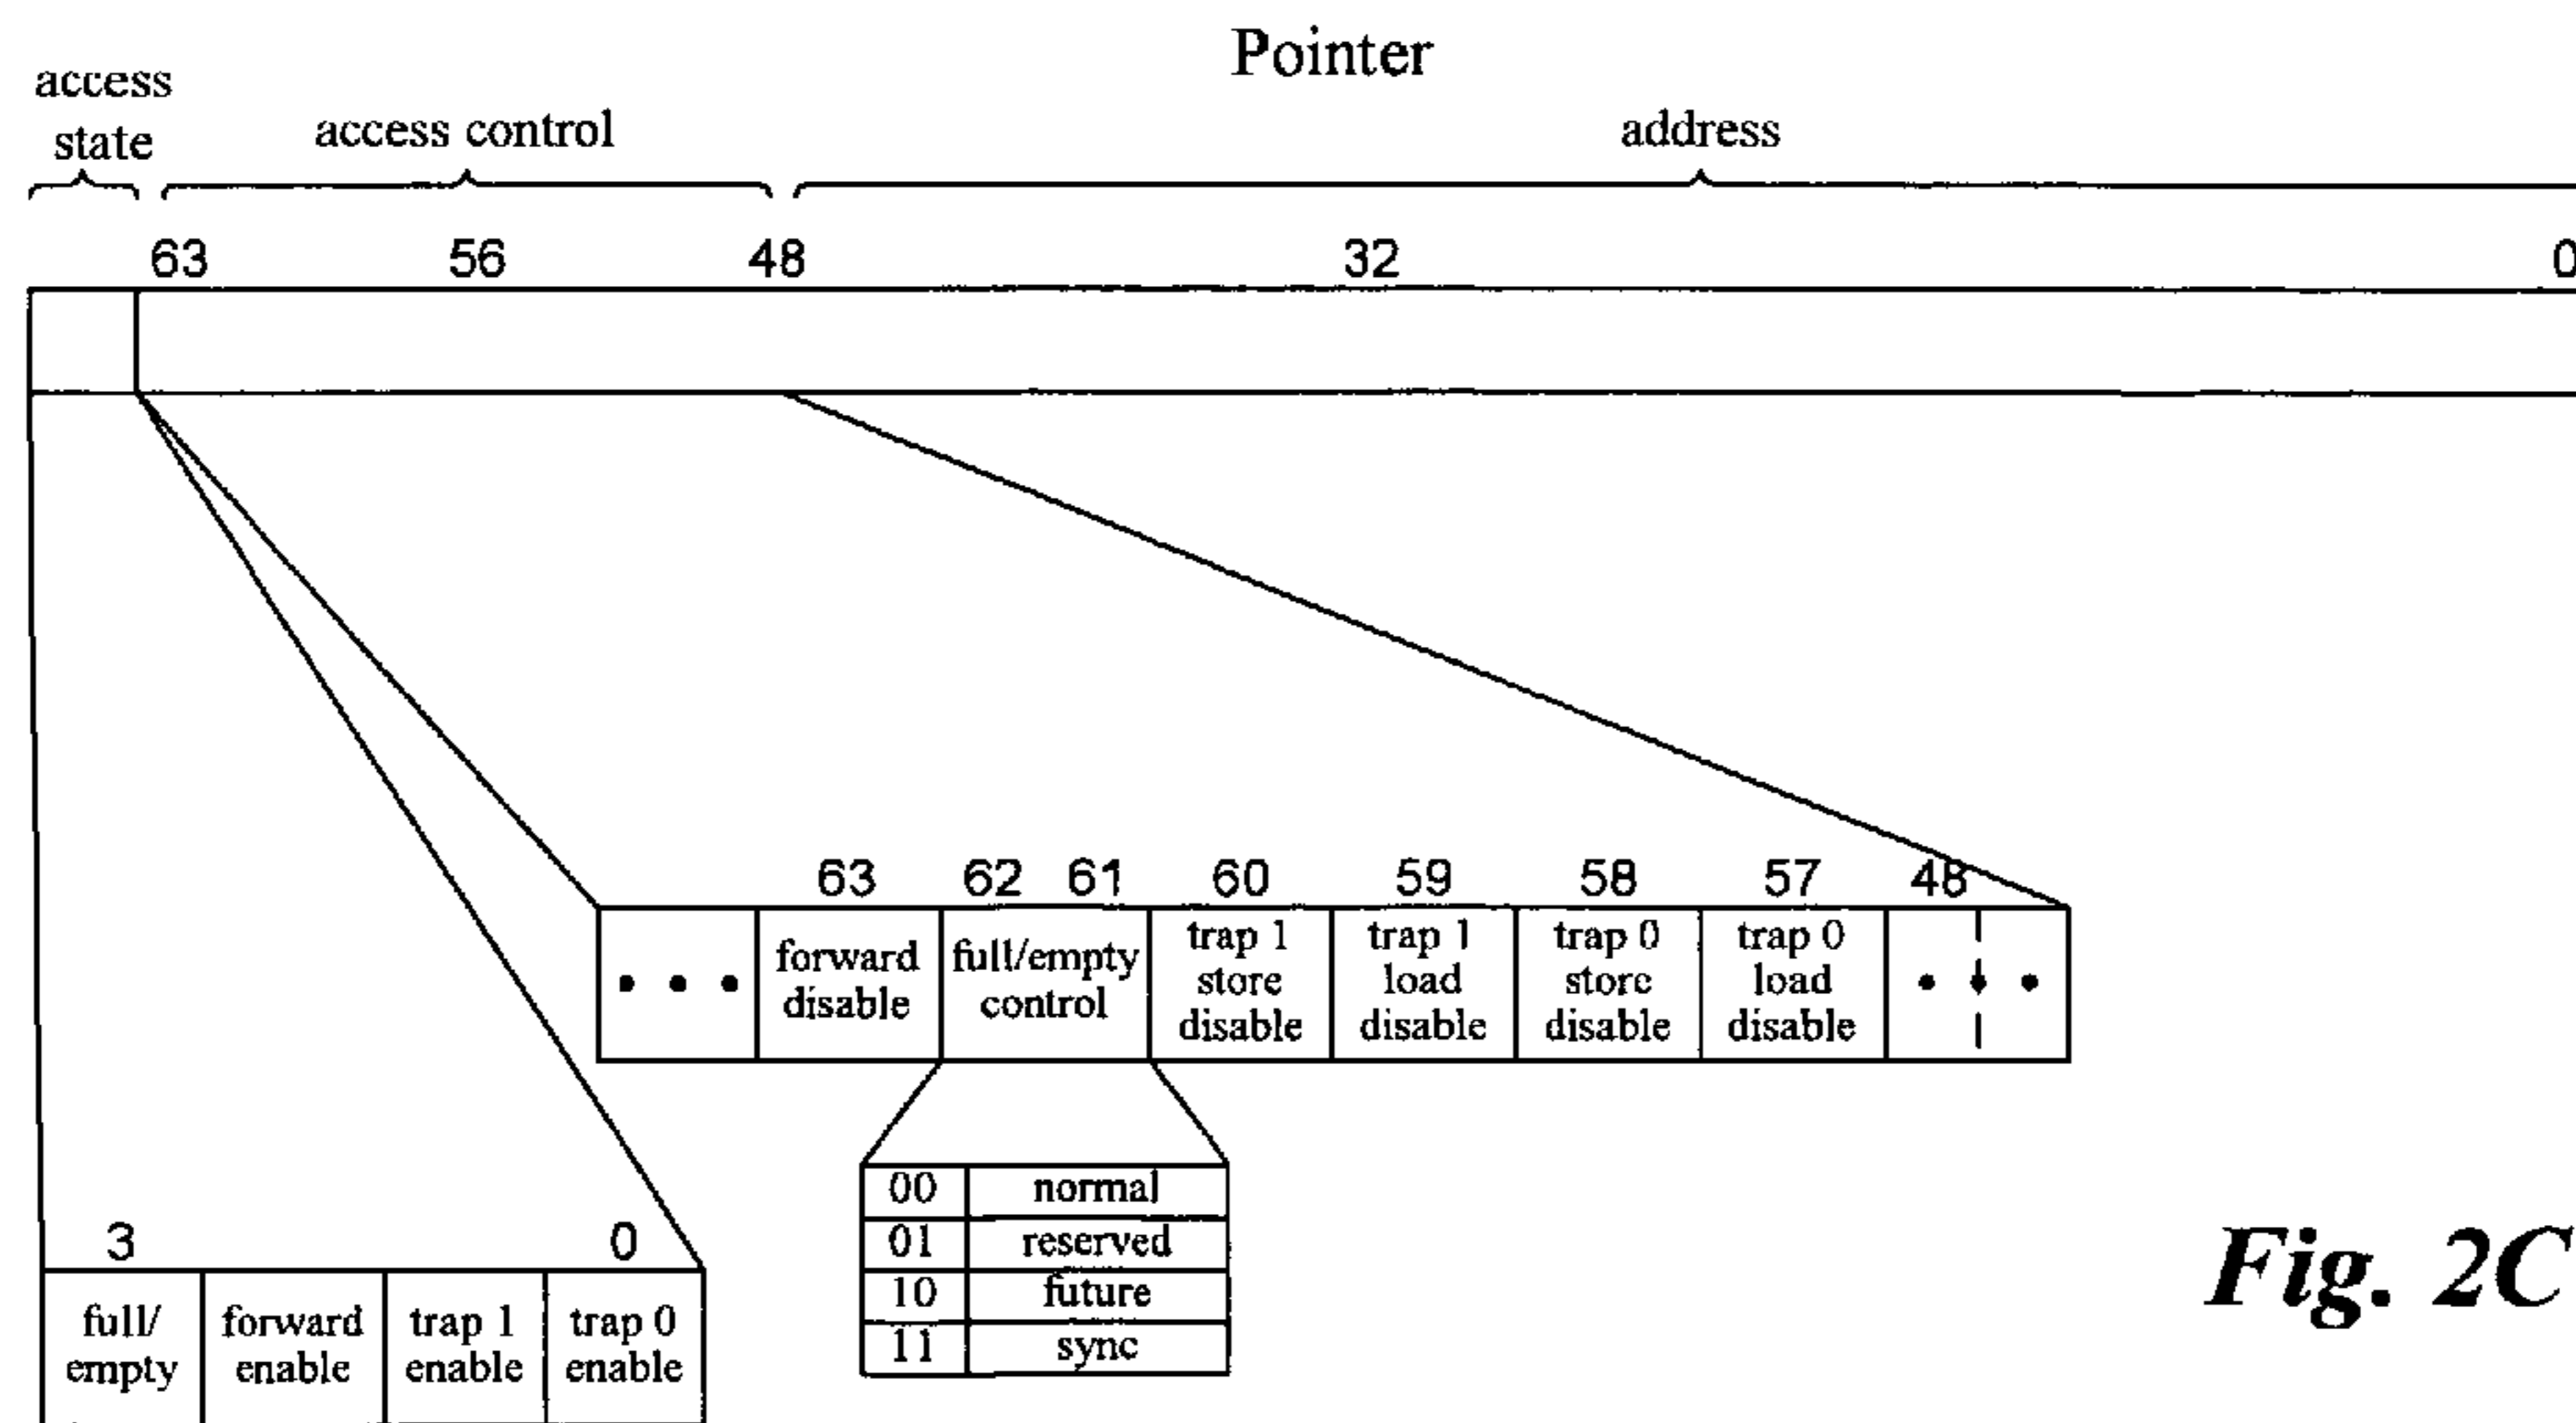 Pointer
access
state
access control
address
63 56 48 32 0
63 62 61 60 59 58 57 48
forward
disable
full/empty
control
trap 1
store
disable
trap 1
load
disable
trap 0
store
disable
trap 0
load
disable
00 normal
01 reserved
10 future
11 sync
3 0
full/
empty
forward
enable
trap 1
enable
trap 0
enable
Fig. 2C